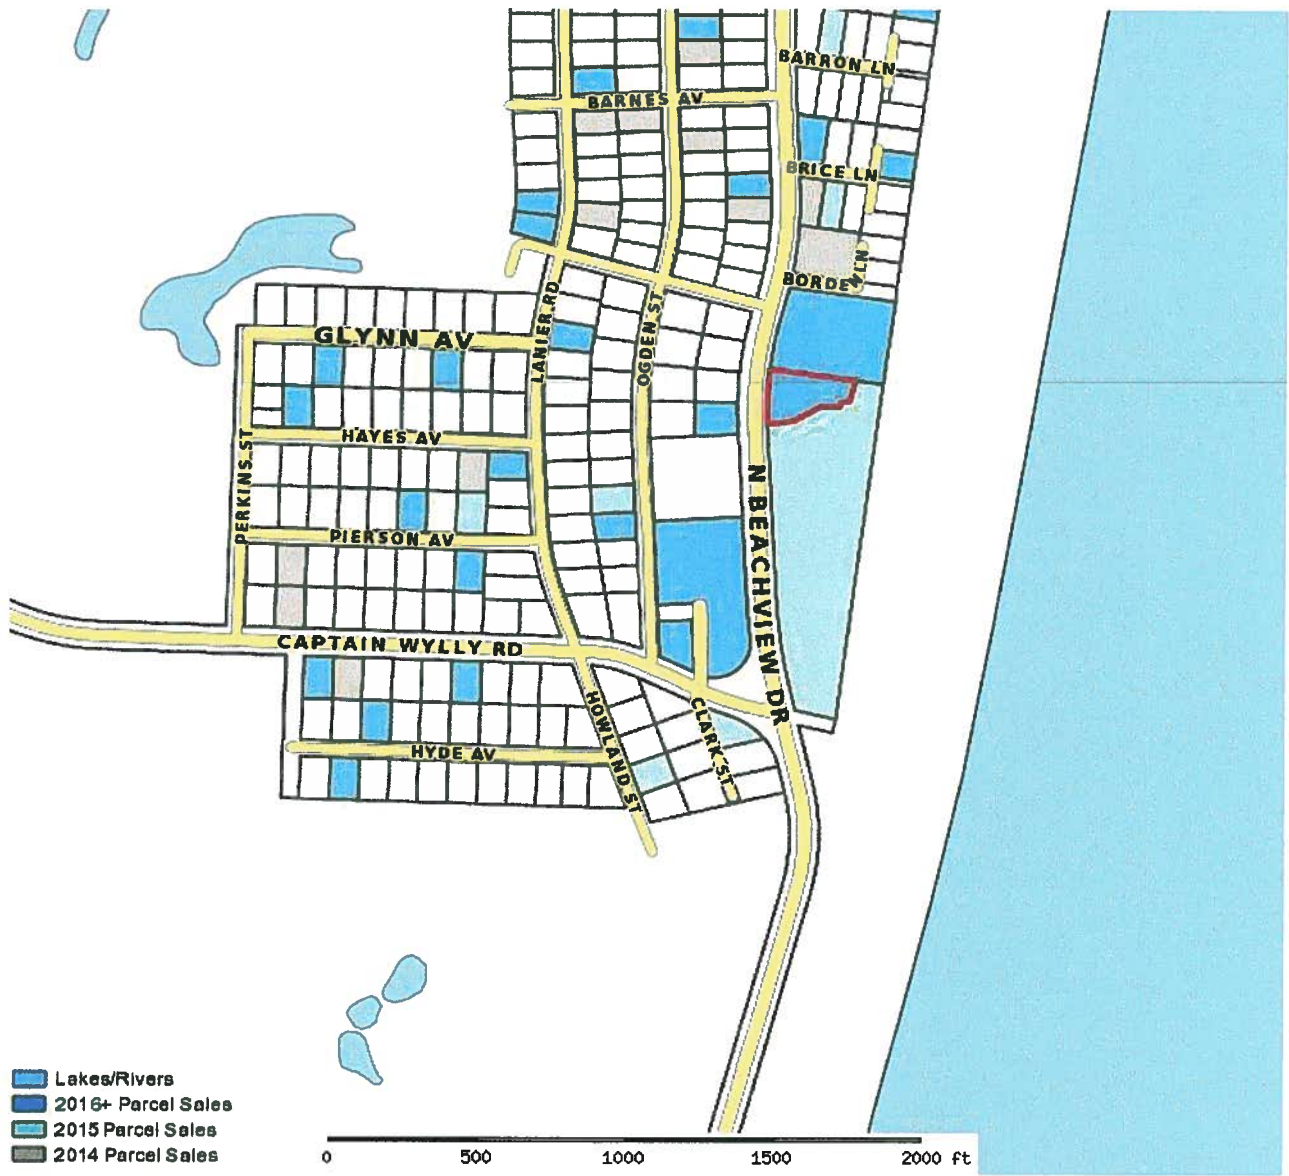 BARRON LN
BARNES AV
BRICE LN
BORDEN LN
LANIER RD
OGDEN ST
GLYNN AV
HAYES AV
PERKINS ST
N BEACHVIEW DR
PIERSON AV
CAPTAIN WYLLY RD
HOWLAND ST
CLARK ST
HYDE AV
Lakes/Rivers
2016+ Parcel Sales
2015 Parcel Sales
2014 Parcel Sales
0 500 1000 1500 2000 ft